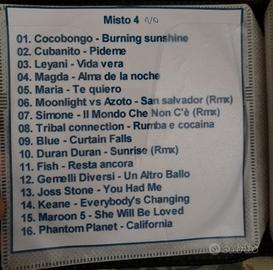 Misto 4
01. Cocobongo - Burning sunshine
02. Cubanito - Pideme
03. Leyani - Vida vera
04. Magda - Alma de la noche
05. Maria - Te quiero
06. Moonlight vs Azoto - San salvador (Rmx)
07. Simone - Il Mondo Che Non C'è (Rmx)
08. Tribal connection - Rumba e cocaina
09. Blue - Curtain Falls
10. Duran Duran - Sunrise (Rmx)
11. Fish - Resta ancora
12. Gemelli Diversi - Un Altro Ballo
13. Joss Stone - You Had Me
14. Keane - Everybody's Changing
15. Maroon 5 - She Will Be Loved
16. Phantom Planet - California
subito